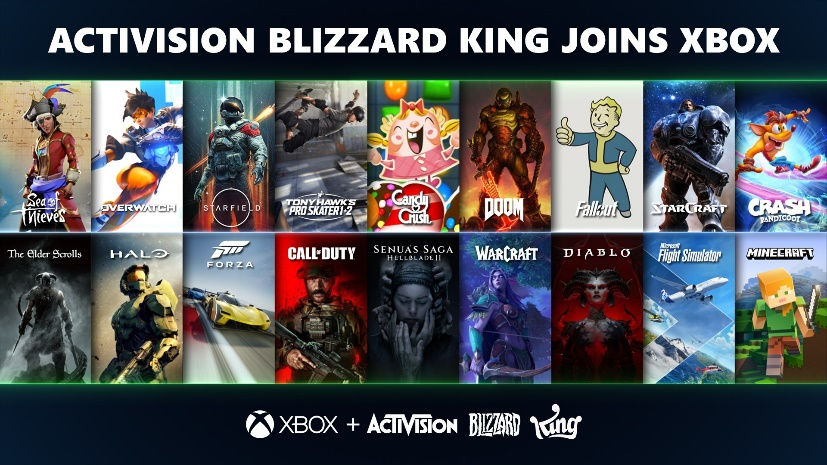 ACTIVISION BLIZZARD KING JOINS XBOX
Sea of
Thieves
OVERWATCH
STARFIELD
TONY HAWK'S
PRO SKATER 1+2
Candy
Crush
DOOM
Fallout
STARCRAFT
CRASH
BANDICOOT
The Elder Scrolls
HALO
FORZA
CALL OF DUTY
SENUA'S SAGA
HELLBLADE II
WARCRAFT
DIABLO
Microsoft
Flight Simulator
MINECRAFT
XBOX + ACTIVISION BLIZZARD King